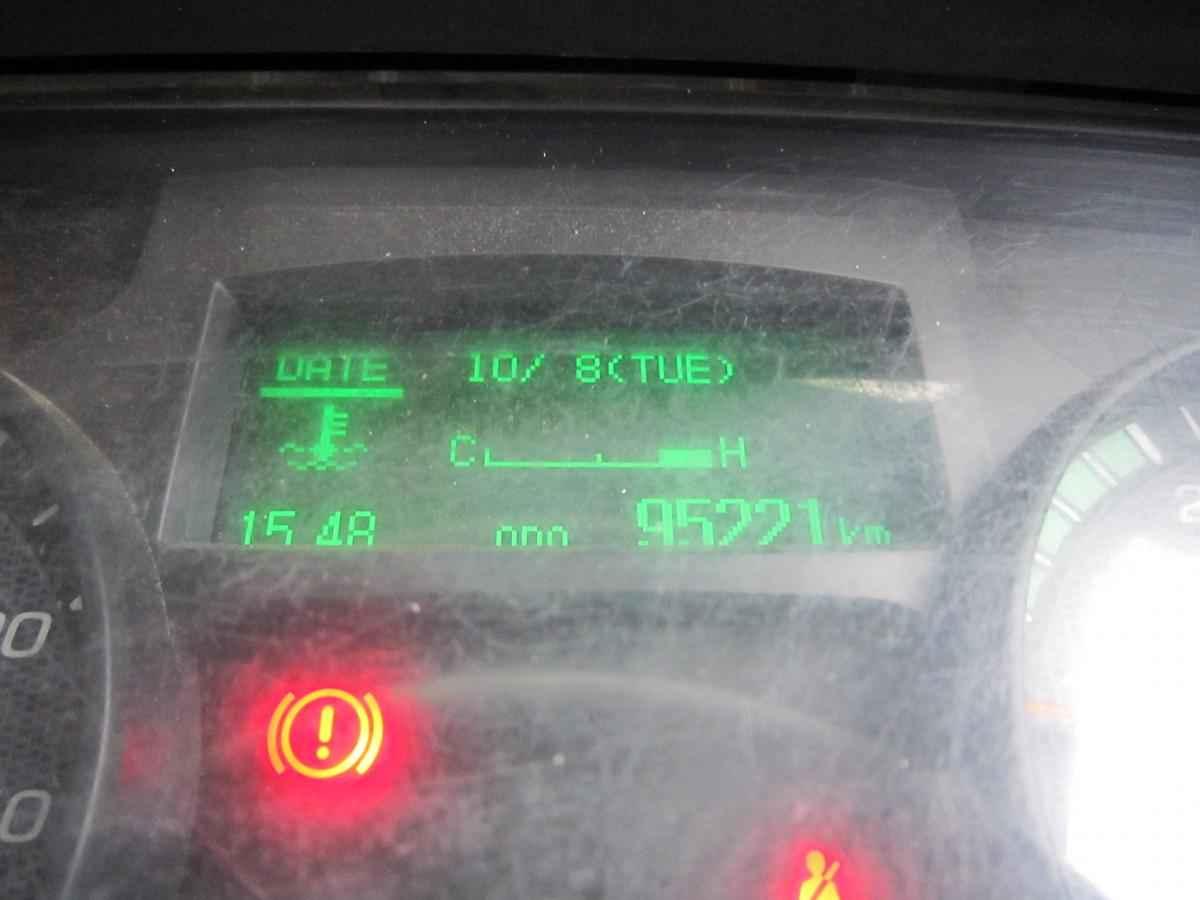 DATE 10/ 8(TUE)
C H
15 48 ODO 95221km